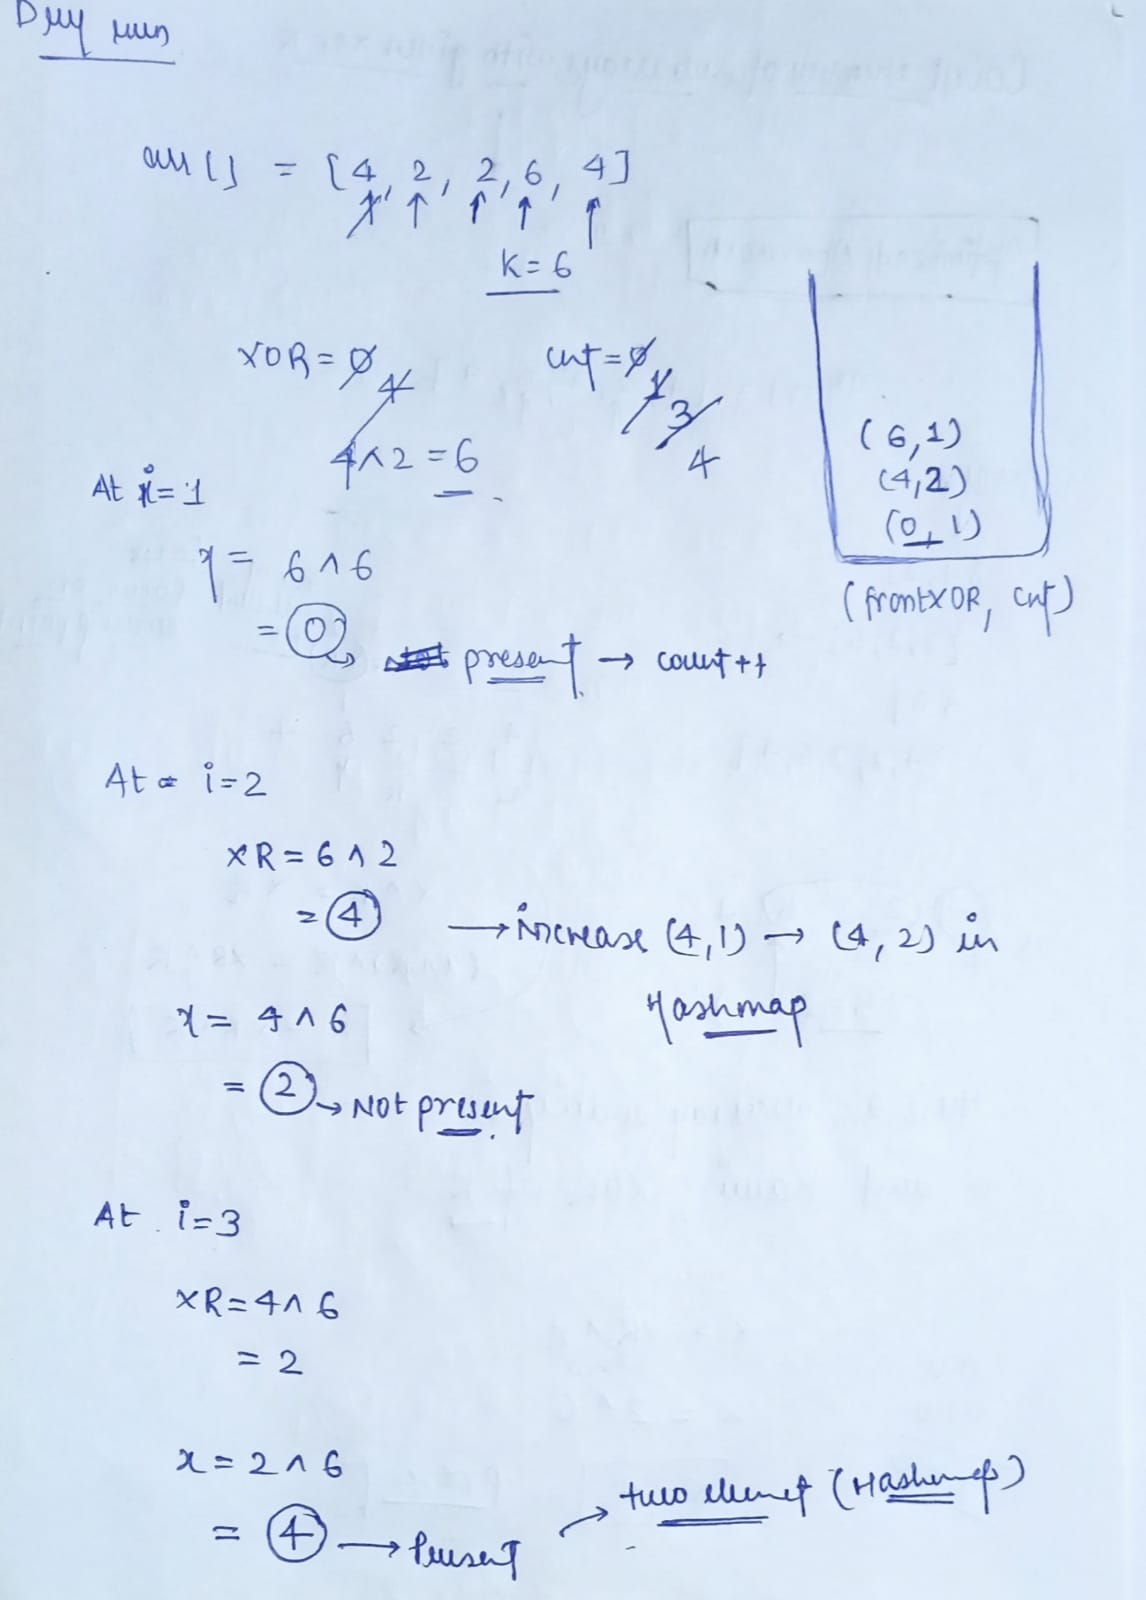 Dry run
arr[] = [4, 2, 2, 6, 4]
K = 6
XOR = 0 4
cnt = 0 1 3 4
4 ^ 2 = 6
(6, 1)
(4, 2)
(0, 1)
(frontXOR, cnt)
At i = 1
x = 6 ^ 6
= 0
present → count++
At i = 2
XR = 6 ^ 2
= 4 → increase (4, 1) → (4, 2) in
Hashmap
x = 4 ^ 6
= 2 → Not present
At i = 3
XR = 4 ^ 6
= 2
x = 2 ^ 6
= 4 → Present → two elemet (Hashmap)